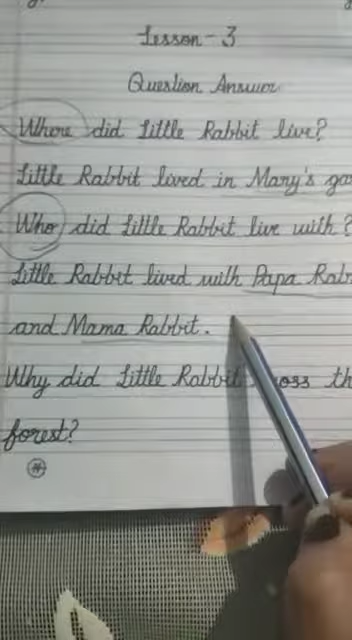 Lesson - 3
Question Answer
Where did Little Rabbit live?
Little Rabbit lived in Mary's
Who did Little Rabbit live with?
Little Rabbit lived with Papa
and Mama Rabbit.
Why did Little Rabbit
forest?